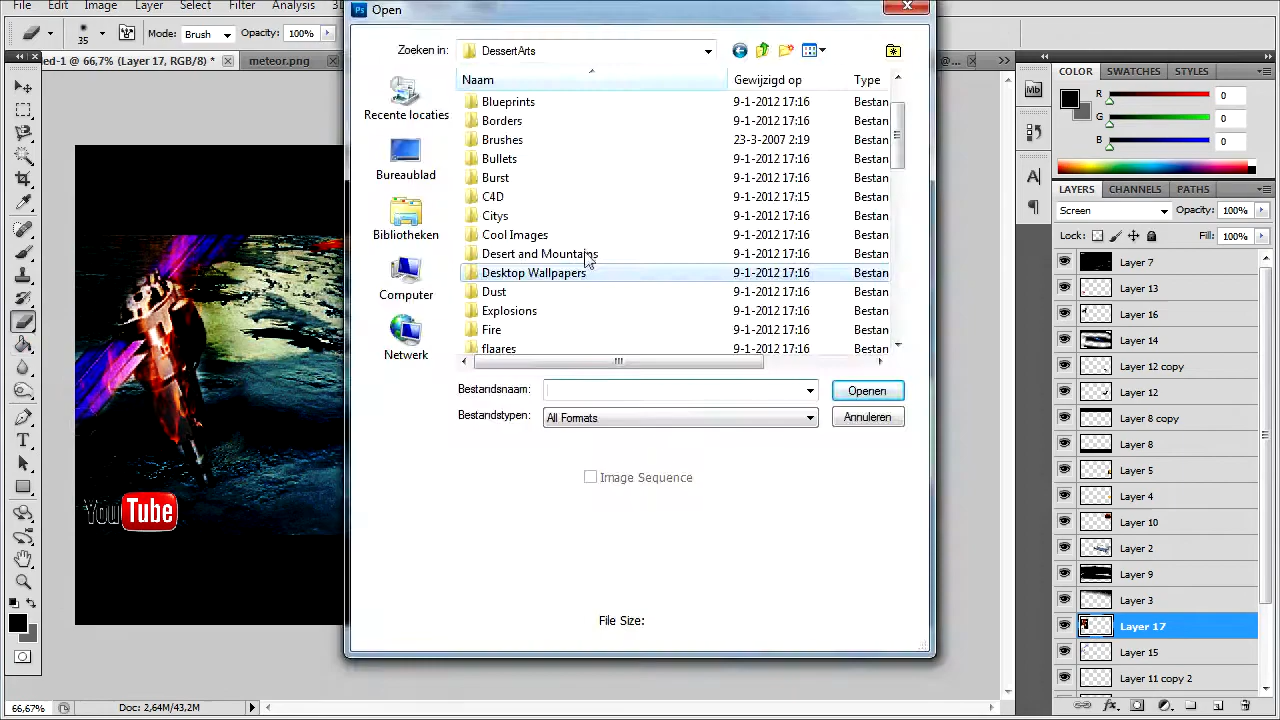 File Edit Image Layer Select Filter Analysis
Open
35 Mode: Brush Opacity: 100%
ed-1 @ 66,7% (Layer 17, RGB/8) *
meteor.png
Zoeken in: DessertArts
Naam Gewijzigd op Type
Blueprints 9-1-2012 17:16 Bestan
Borders 9-1-2012 17:16 Bestan
Brushes 23-3-2007 2:19 Bestan
Bullets 9-1-2012 17:16 Bestan
Burst 9-1-2012 17:16 Bestan
C4D 9-1-2012 17:15 Bestan
Citys 9-1-2012 17:16 Bestan
Cool Images 9-1-2012 17:16 Bestan
Desert and Mountains 9-1-2012 17:16 Bestan
Desktop Wallpapers 9-1-2012 17:16 Bestan
Dust 9-1-2012 17:16 Bestan
Explosions 9-1-2012 17:16 Bestan
Fire 9-1-2012 17:16 Bestan
flaares 9-1-2012 17:16 Bestan
Recente locaties
Bureaublad
Bibliotheken
Computer
Netwerk
Bestandsnaam: Openen
Bestandstypen: All Formats Annuleren
Image Sequence
File Size:
YouTube
COLOR SWATCHES STYLES
R 0
G 0
B 0
LAYERS CHANNELS PATHS
Screen Opacity: 100%
Lock: Fill: 100%
Layer 7
Layer 13
Layer 16
Layer 14
Layer 12 copy
Layer 12
Layer 8 copy
Layer 8
Layer 5
Layer 4
Layer 10
Layer 2
Layer 9
Layer 3
Layer 17
Layer 15
Layer 11 copy 2
66,67% Doc: 2,64M/43,2M